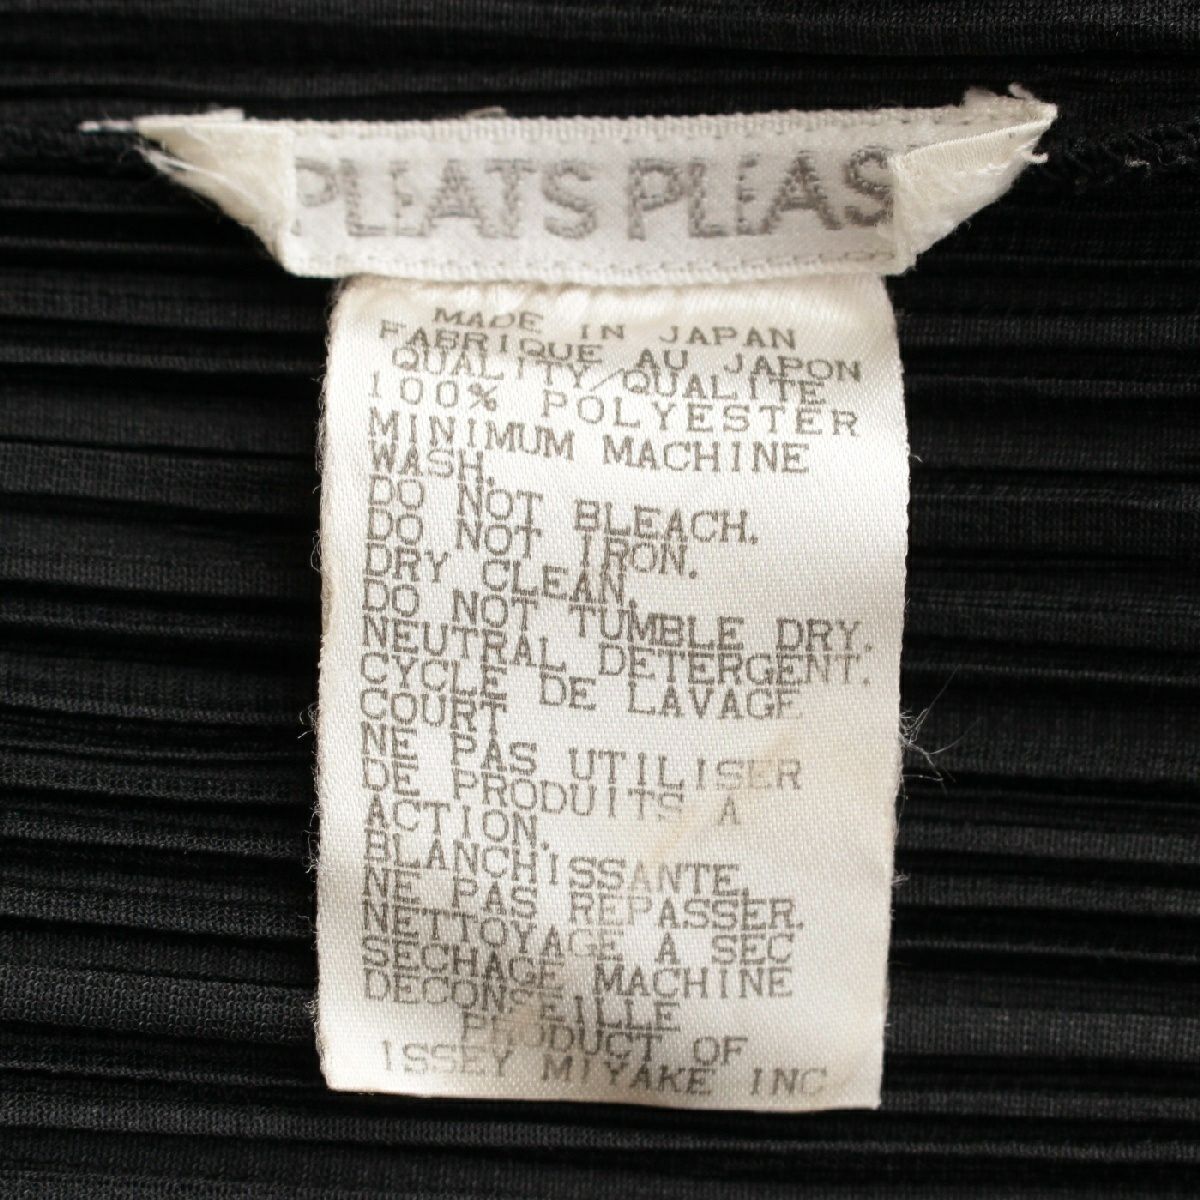 PLEATS PLEAS
MADE IN JAPAN
FABRIQUE AU JAPON
QUALITY/QUALITE
100% POLYESTER
MINIMUM MACHINE
WASH.
DO NOT BLEACH.
DO NOT IRON.
DRY CLEAN.
DO NOT TUMBLE DRY.
NEUTRAL DETERGENT.
CYCLE DE LAVAGE
COURT
NE PAS UTILISER
DE PRODUITS A
ACTION.
BLANCHISSANTE.
NE PAS REPASSER.
NETTOYAGE A SEC
SECHAGE MACHINE
DECONSEILLE
PRODUCT OF
ISSEY MIYAKE INC